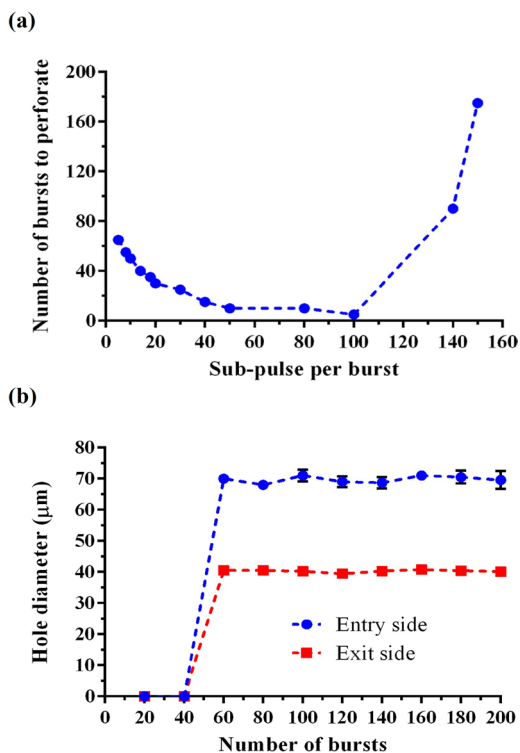 (a)
Number of bursts to perforate
200
160
120
80
40
0
0 20 40 60 80 100 120 140 160
Sub-pulse per burst
(b)
Hole diameter (μm)
80
70
60
50
40
30
20
10
0
Entry side
Exit side
0 20 40 60 80 100 120 140 160 180 200
Number of bursts